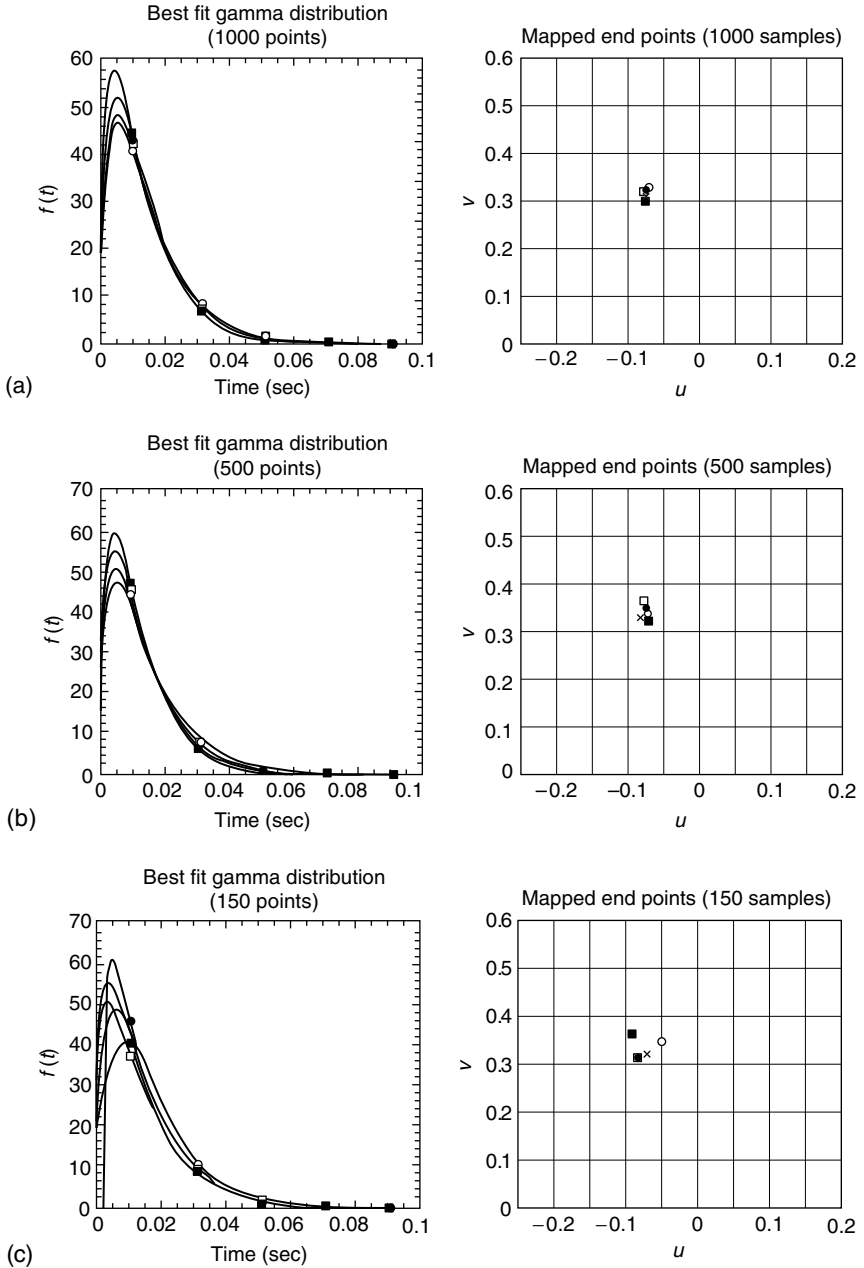 Best fit gamma distribution
(1000 points)
60
50
40
30
20
10
0
f (t)
0 0.02 0.04 0.06 0.08 0.1
Time (sec)
(a)
Mapped end points (1000 samples)
0.6
0.5
0.4
0.3
0.2
0.1
0
v
−0.2 −0.1 0 0.1 0.2
u
Best fit gamma distribution
(500 points)
70
60
50
40
30
20
10
0
f (t)
0 0.02 0.04 0.06 0.08 0.1
Time (sec)
(b)
Mapped end points (500 samples)
0.6
0.5
0.4
0.3
0.2
0.1
0
v
−0.2 −0.1 0 0.1 0.2
u
Best fit gamma distribution
(150 points)
70
60
50
40
30
20
10
0
f (t)
0 0.02 0.04 0.06 0.08 0.1
Time (sec)
(c)
Mapped end points (150 samples)
0.6
0.5
0.4
0.3
0.2
0.1
0
v
−0.2 −0.1 0 0.1 0.2
u